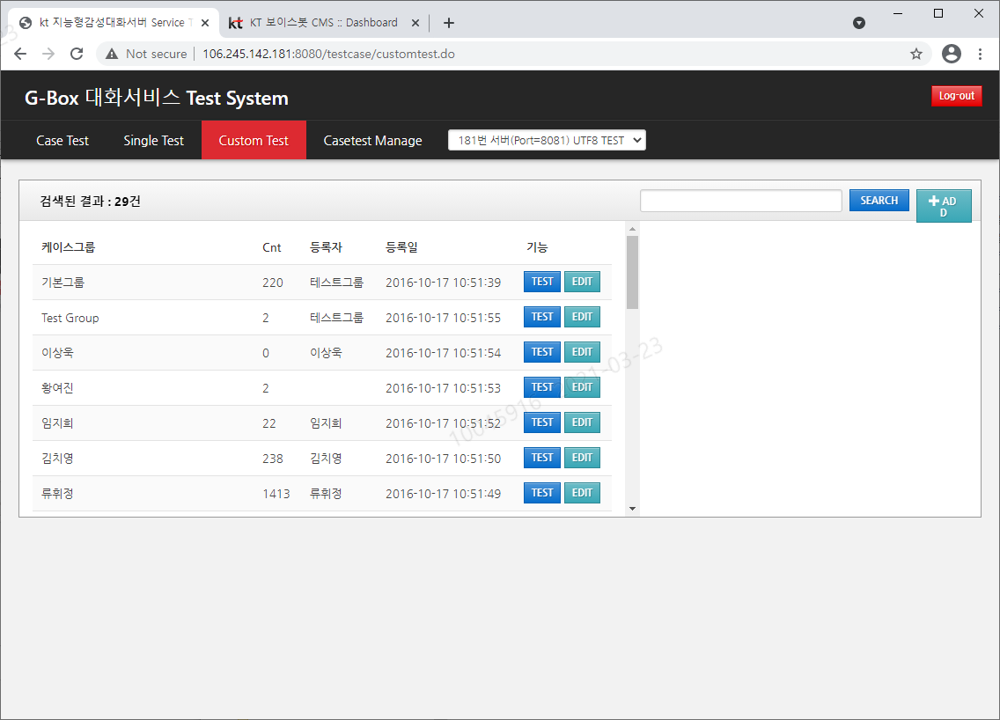 kt 지능형감성대화서버 Service T
KT 보이스봇 CMS :: Dashboard
Not secure
106.245.142.181:8080/testcase/customtest.do
G-Box 대화서비스 Test System
Log-out
Case Test
Single Test
Custom Test
Casetest Manage
181번 서버(Port=8081) UTF8 TEST
검색된 결과 : 29건
SEARCH
AD
D
케이스그룹 Cnt 등록자 등록일 기능
기본그룹 220 테스트그룹 2016-10-17 10:51:39 TEST EDIT
Test Group 2 테스트그룹 2016-10-17 10:51:55 TEST EDIT
이상욱 0 이상욱 2016-10-17 10:51:54 TEST EDIT
황여진 2 2016-10-17 10:51:53 TEST EDIT
임지희 22 임지희 2016-10-17 10:51:52 TEST EDIT
김치영 238 김치영 2016-10-17 10:51:50 TEST EDIT
류휘정 1413 류휘정 2016-10-17 10:51:49 TEST EDIT